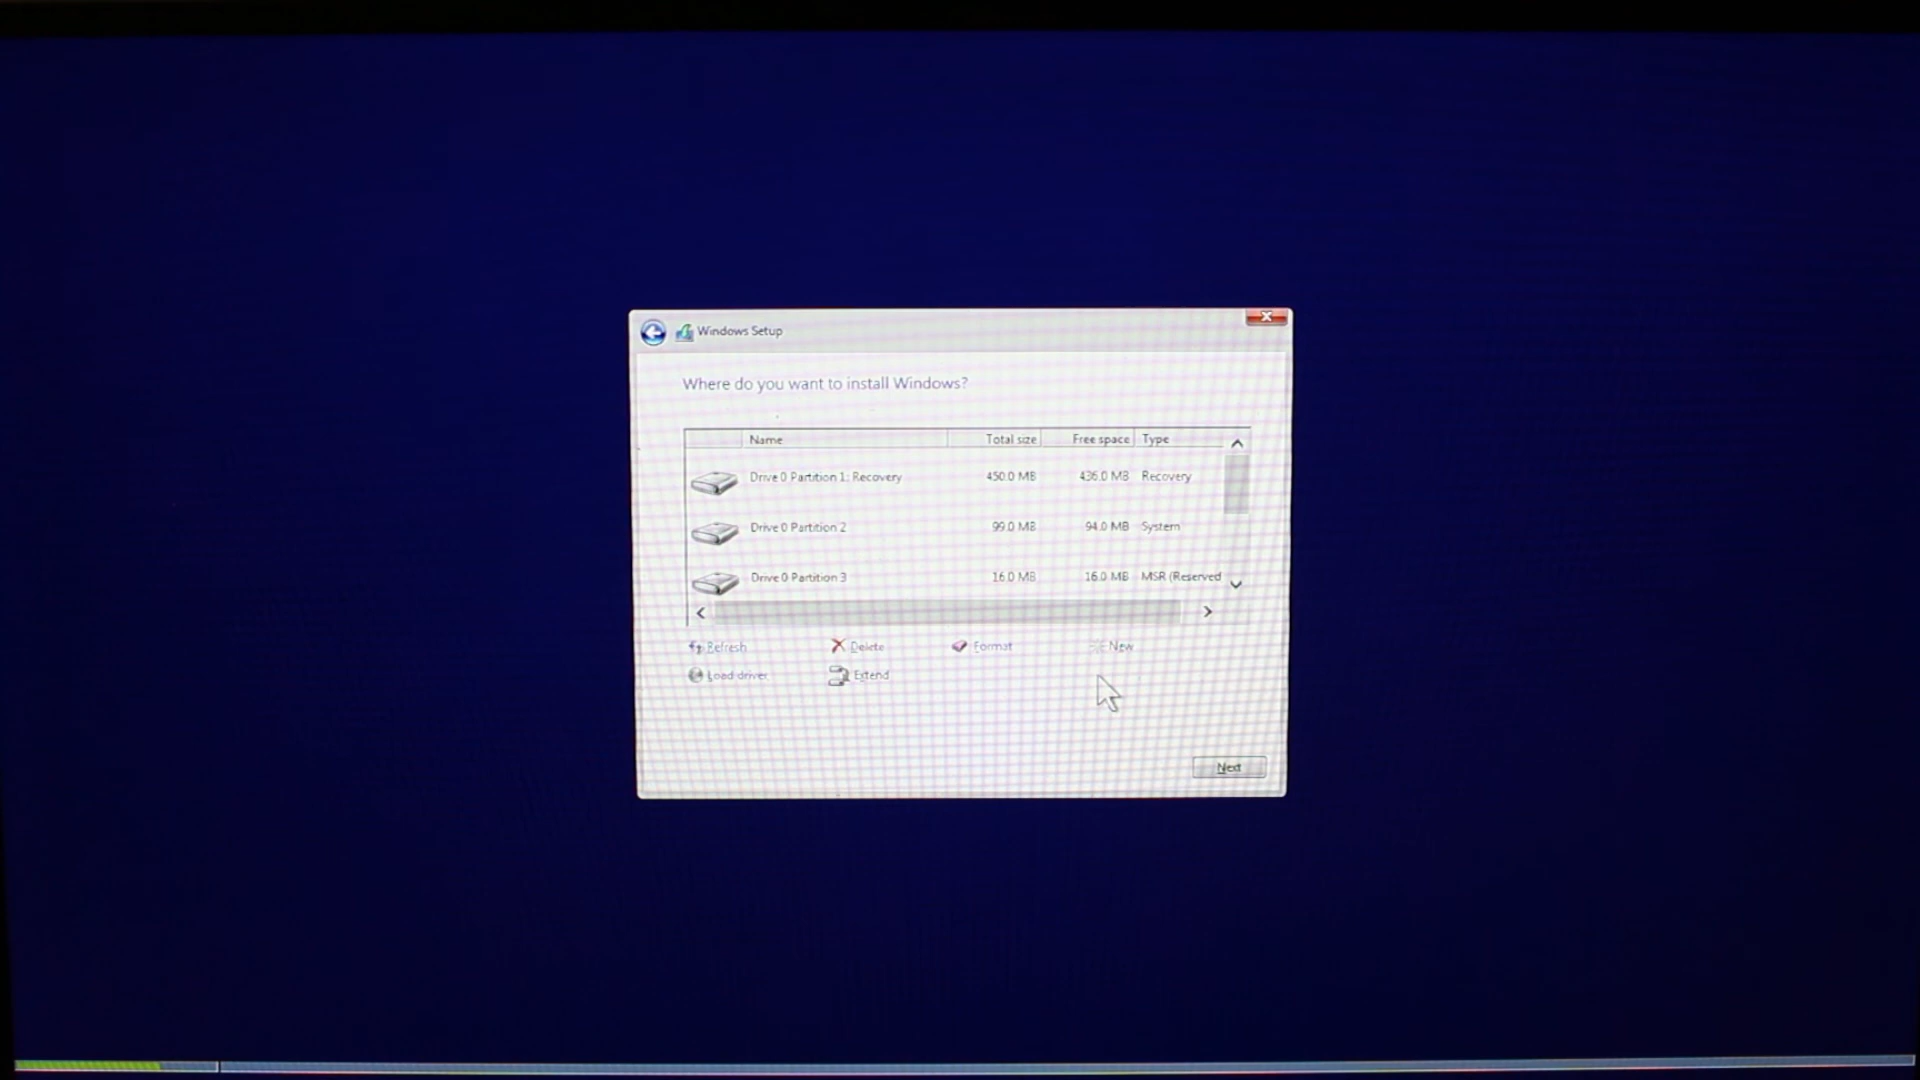 Windows Setup
Where do you want to install Windows?
Name Total size Free space Type
Drive 0 Partition 1: Recovery 450.0 MB 436.0 MB Recovery
Drive 0 Partition 2 99.0 MB 94.0 MB System
Drive 0 Partition 3 16.0 MB 16.0 MB MSR (Reserved
Refresh Delete Format New
Load driver Extend
Next